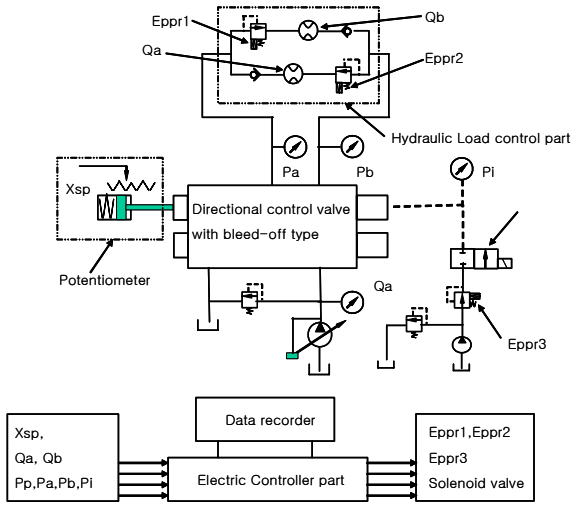 Eppr1
Qb
Qa
Eppr2
Hydraulic Load control part
Pa
Pb
Pi
Xsp
Directional control valve
with bleed-off type
Potentiometer
Qa
Eppr3
Data recorder
Xsp,
Qa, Qb
Pp,Pa,Pb,Pi
Electric Controller part
Eppr1,Eppr2
Eppr3
Solenoid valve